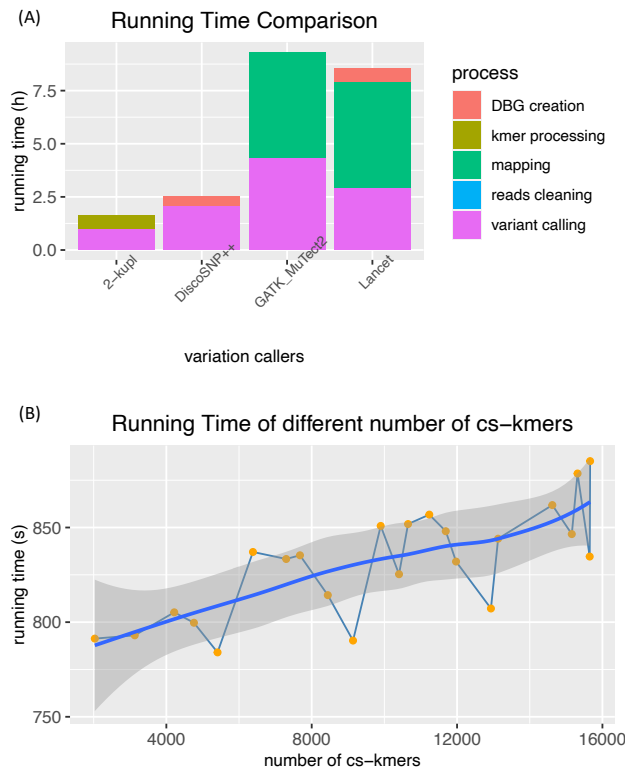 (A)
Running Time Comparison
running time (h)
7.5
5.0
2.5
0.0
2−kupl
DiscoSNP++
GATK_MuTect2
Lancet
variation callers
process
DBG creation
kmer processing
mapping
reads cleaning
variant calling
(B)
Running Time of different number of cs−kmers
running time (s)
850
800
750
4000
8000
12000
16000
number of cs−kmers